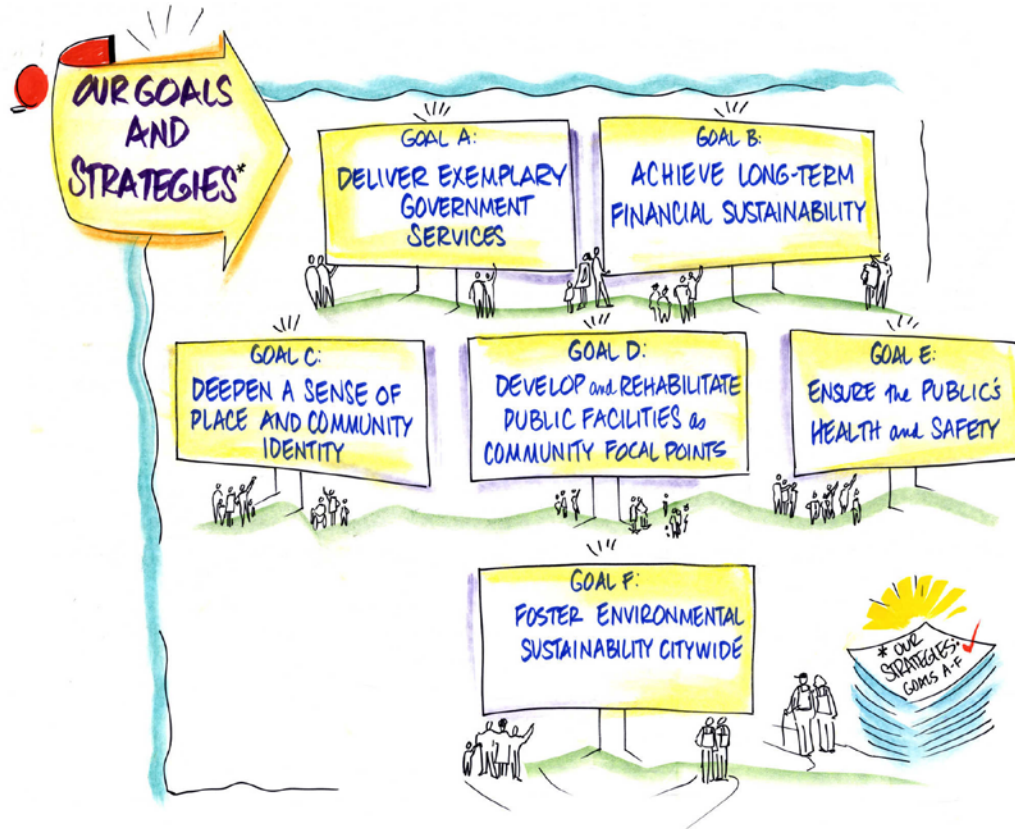 OUR GOALS
AND
STRATEGIES*
GOAL A:
DELIVER EXEMPLARY
GOVERNMENT
SERVICES
GOAL B:
ACHIEVE LONG-TERM
FINANCIAL SUSTAINABILITY
GOAL C:
DEEPEN A SENSE OF
PLACE AND COMMUNITY
IDENTITY
GOAL D:
DEVELOP and REHABILITATE
PUBLIC FACILITIES as
COMMUNITY FOCAL POINTS
GOAL E:
ENSURE the PUBLIC'S
HEALTH and SAFETY
GOAL F:
FOSTER ENVIRONMENTAL
SUSTAINABILITY CITYWIDE
* OUR
STRATEGIES:
GOALS A-F